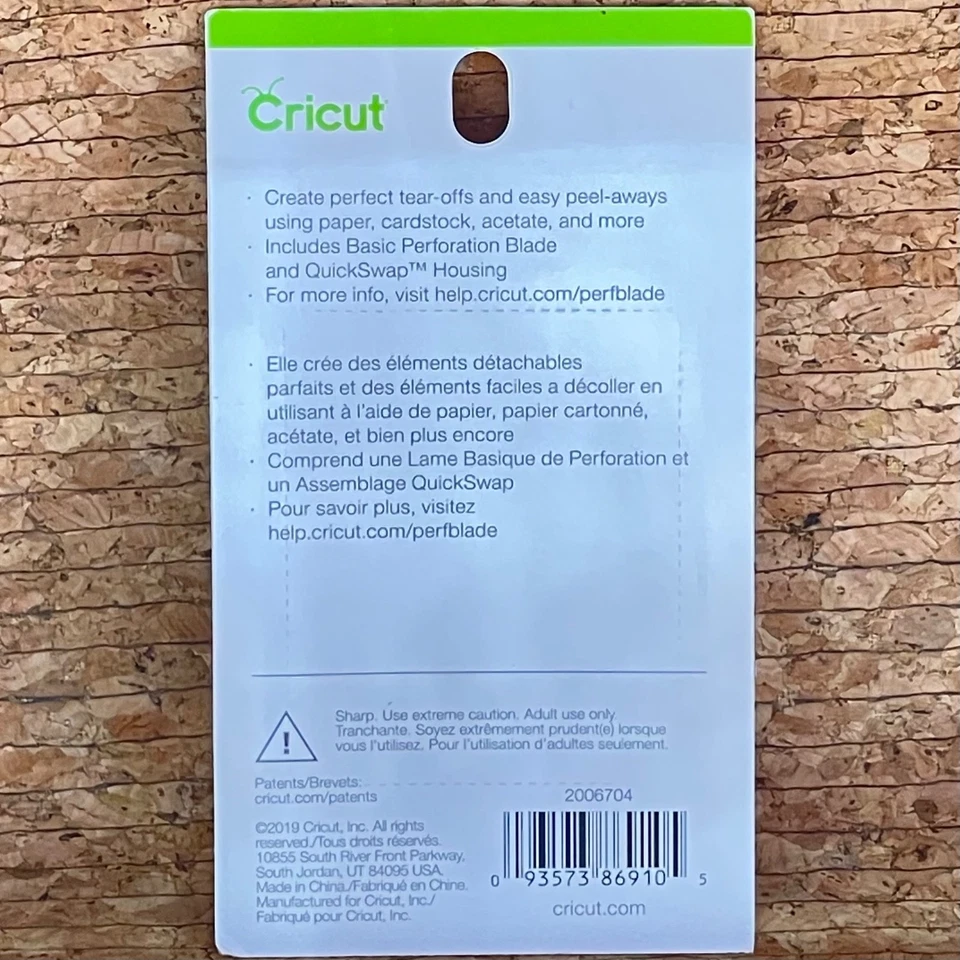 Cricut
· Create perfect tear-offs and easy peel-aways
using paper, cardstock, acetate, and more
· Includes Basic Perforation Blade
and QuickSwap™ Housing
· For more info, visit help.cricut.com/perfblade
· Elle crée des éléments détachables
parfaits et des éléments faciles a décoller en
utilisant à l'aide de papier, papier cartonné,
acétate, et bien plus encore
· Comprend une Lame Basique de Perforation et
un Assemblage QuickSwap
· Pour savoir plus, visitez
help.cricut.com/perfblade
!
Sharp. Use extreme caution. Adult use only.
Tranchante. Soyez extrêmement prudent(e) lorsque
vous l'utilisez. Pour l'utilisation d'adultes seulement.
Patents/Brevets:
cricut.com/patents
©2019 Cricut, Inc. All rights
reserved./Tous droits réservés.
10855 South River Front Parkway,
South Jordan, UT 84095 USA.
Made in China./Fabriqué en Chine.
Manufactured for Cricut, Inc./
Fabriqué pour Cricut, Inc.
2006704
0 93573 86910 5
cricut.com